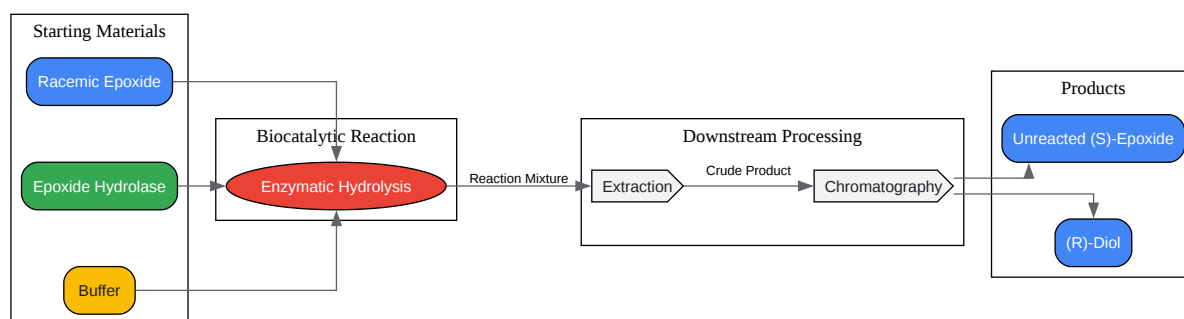 Starting Materials
Racemic Epoxide
Epoxide Hydrolase
Buffer
Biocatalytic Reaction
Enzymatic Hydrolysis
Reaction Mixture
Downstream Processing
Extraction
Crude Product
Chromatography
Products
Unreacted (S)-Epoxide
(R)-Diol